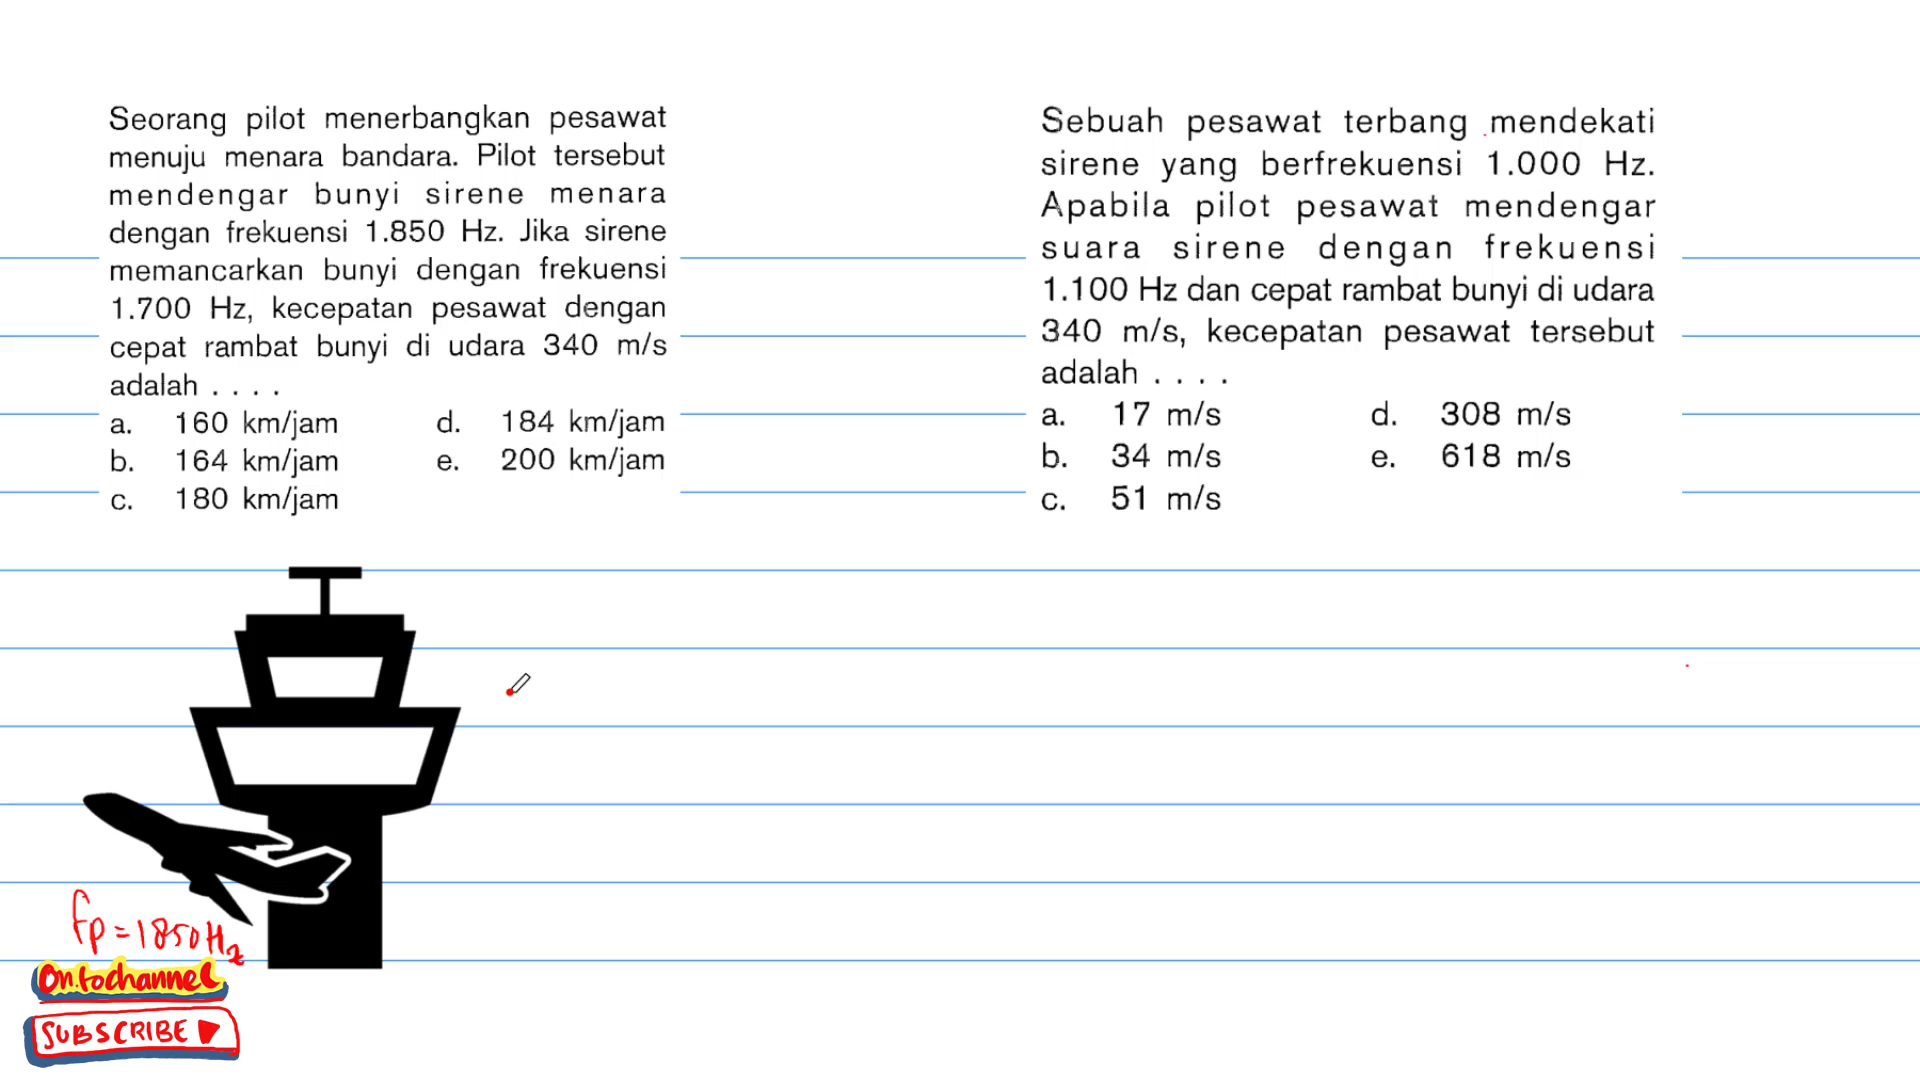 Seorang pilot menerbangkan pesawat
menuju menara bandara. Pilot tersebut
mendengar bunyi sirene menara
dengan frekuensi 1.850 Hz. Jika sirene
memancarkan bunyi dengan frekuensi
1.700 Hz, kecepatan pesawat dengan
cepat rambat bunyi di udara 340 m/s
adalah . . . .
a. 160 km/jam d. 184 km/jam
b. 164 km/jam e. 200 km/jam
c. 180 km/jam
Sebuah pesawat terbang mendekati
sirene yang berfrekuensi 1.000 Hz.
Apabila pilot pesawat mendengar
suara sirene dengan frekuensi
1.100 Hz dan cepat rambat bunyi di udara
340 m/s, kecepatan pesawat tersebut
adalah . . . .
a. 17 m/s d. 308 m/s
b. 34 m/s e. 618 m/s
c. 51 m/s
fp = 1850 Hz
On.tochannel
SUBSCRIBE